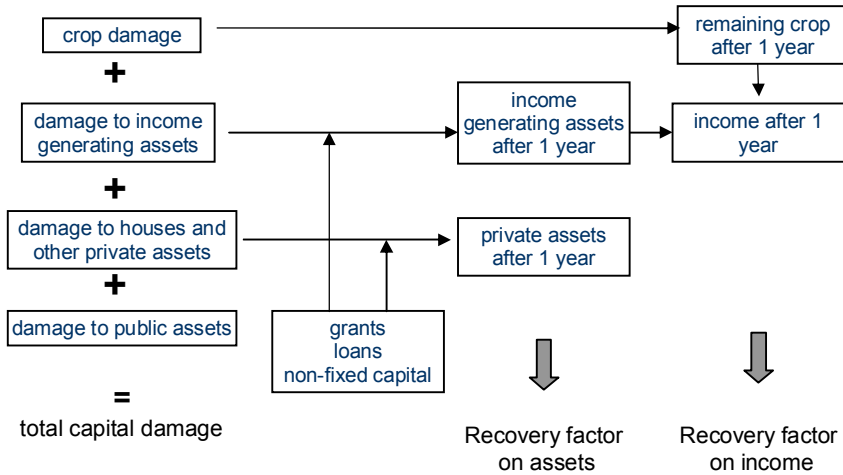 crop damage
+
damage to income
generating assets
+
damage to houses and
other private assets
+
damage to public assets
=
total capital damage
grants
loans
non-fixed capital
income
generating assets
after 1 year
private assets
after 1 year
Recovery factor
on assets
remaining crop
after 1 year
income after 1
year
Recovery factor
on income